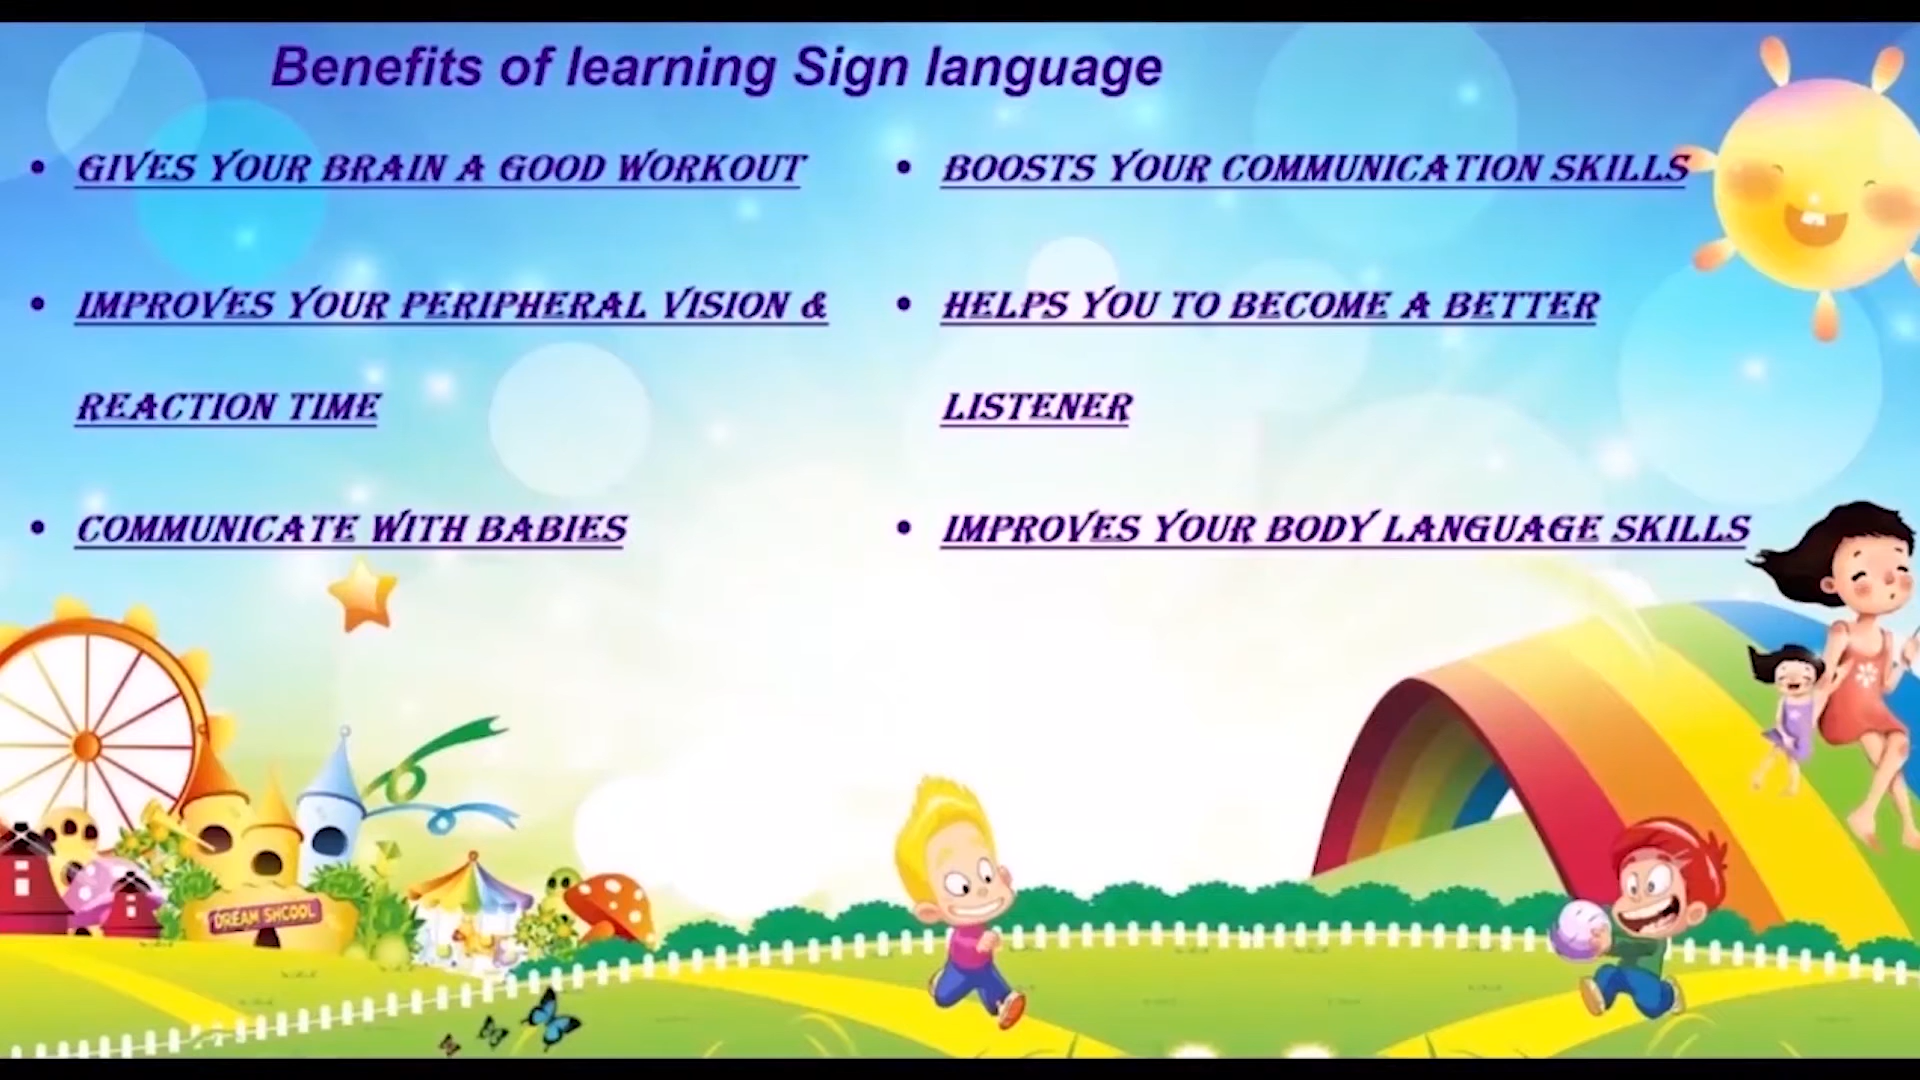 Benefits of learning Sign language
• GIVES YOUR BRAIN A GOOD WORKOUT
• IMPROVES YOUR PERIPHERAL VISION &
REACTION TIME
• COMMUNICATE WITH BABIES
• BOOSTS YOUR COMMUNICATION SKILLS
• HELPS YOU TO BECOME A BETTER
LISTENER
• IMPROVES YOUR BODY LANGUAGE SKILLS
DREAM SHCOOL